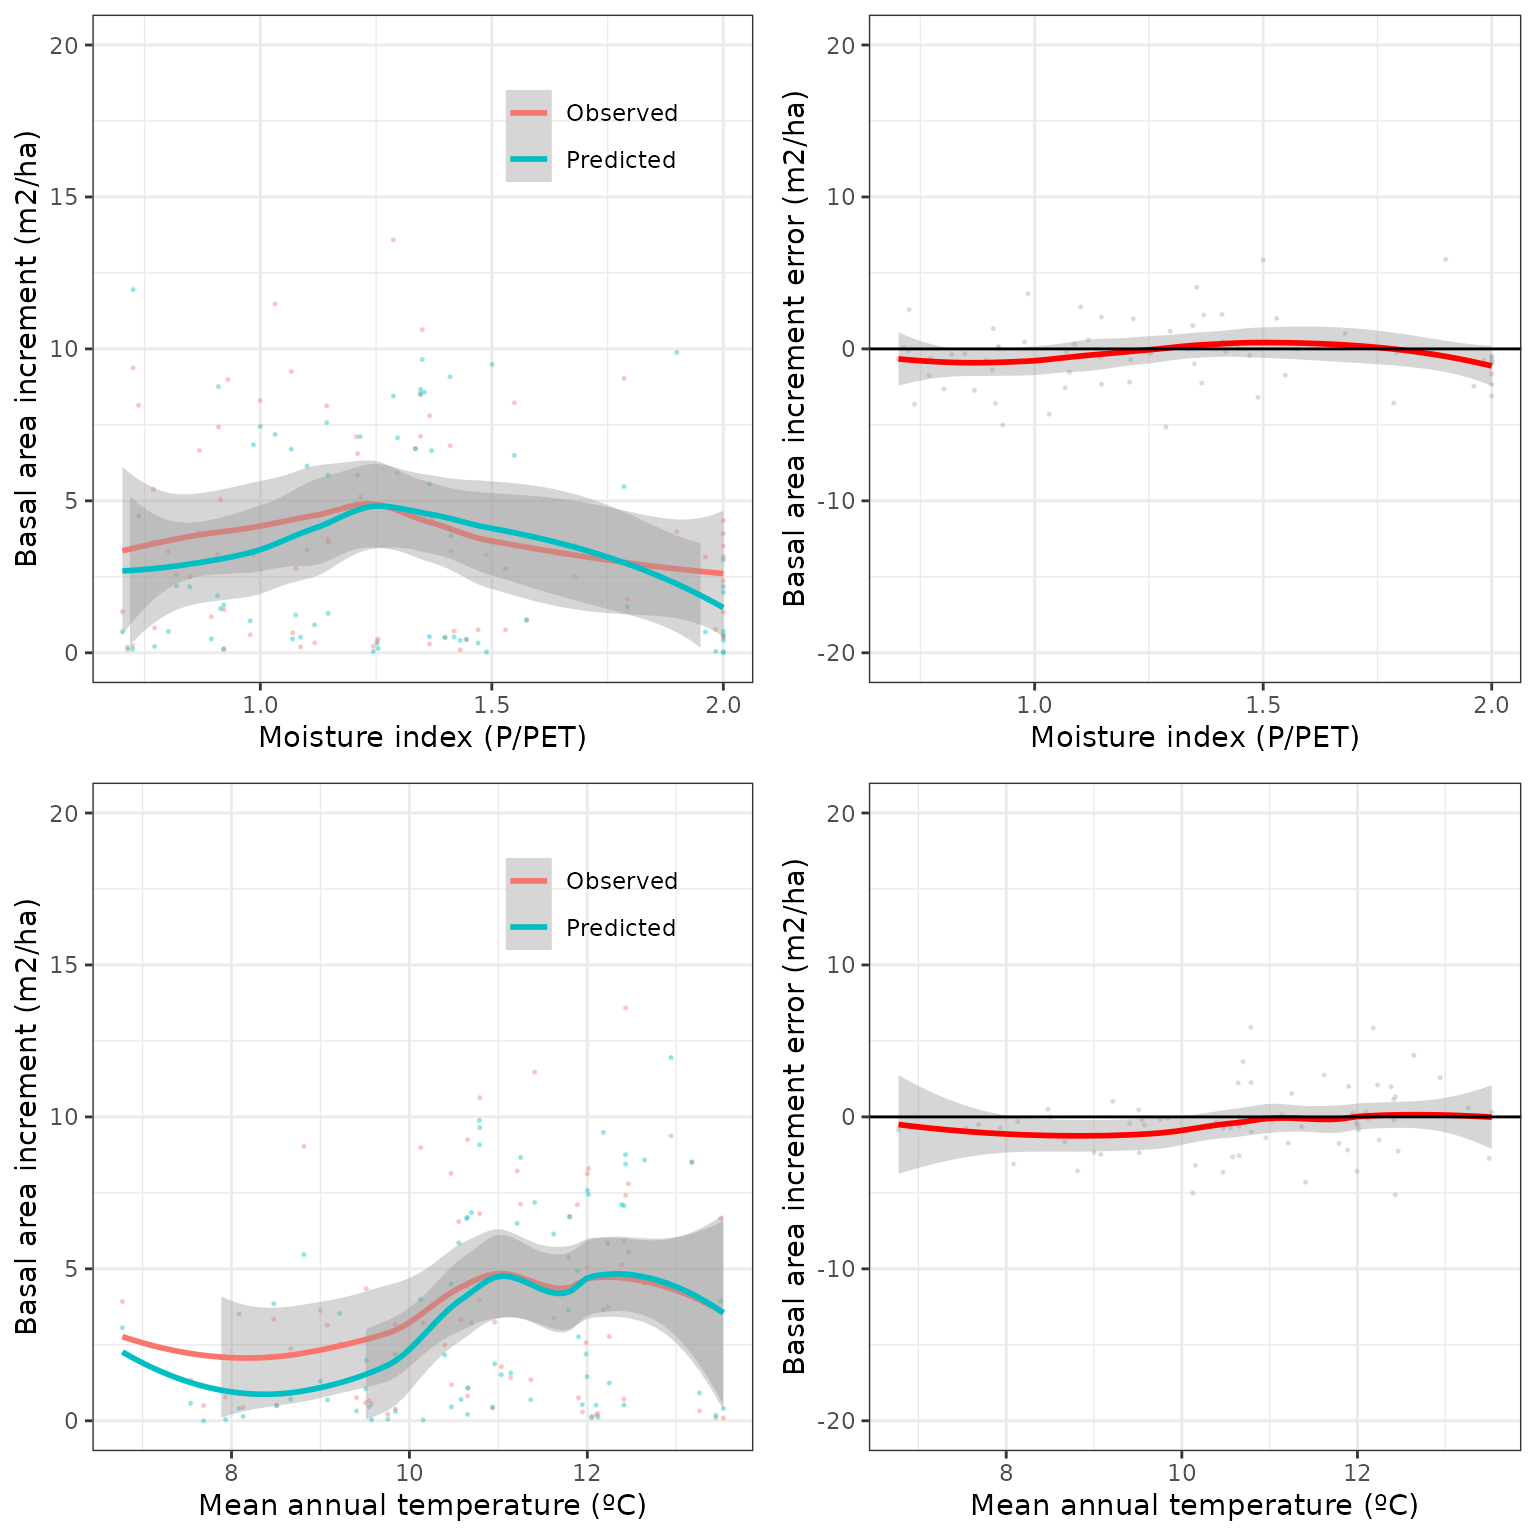 Basal area increment (m2/ha)
20
15
10
5
0
Observed
Predicted
1.0
1.5
2.0
Moisture index (P/PET)
Basal area increment error (m2/ha)
20
10
0
-10
-20
1.0
1.5
2.0
Moisture index (P/PET)
Basal area increment (m2/ha)
20
15
10
5
0
Observed
Predicted
8
10
12
Mean annual temperature (ºC)
Basal area increment error (m2/ha)
20
10
0
-10
-20
8
10
12
Mean annual temperature (ºC)